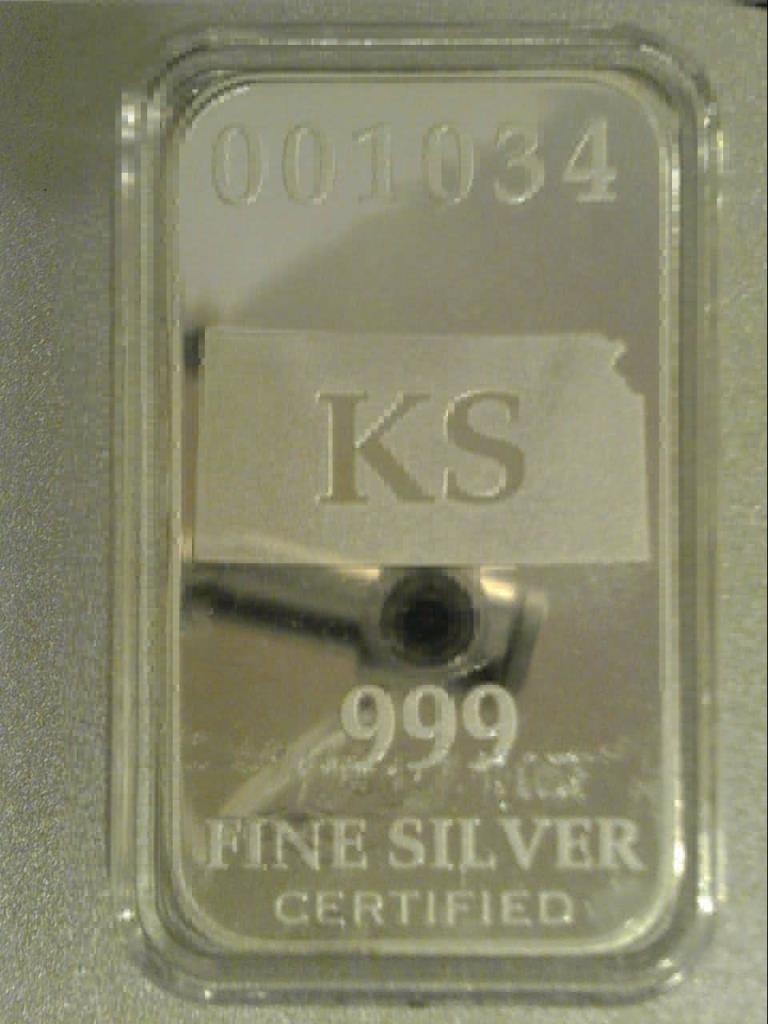 001034
KS
999
FINE SILVER
CERTIFIED